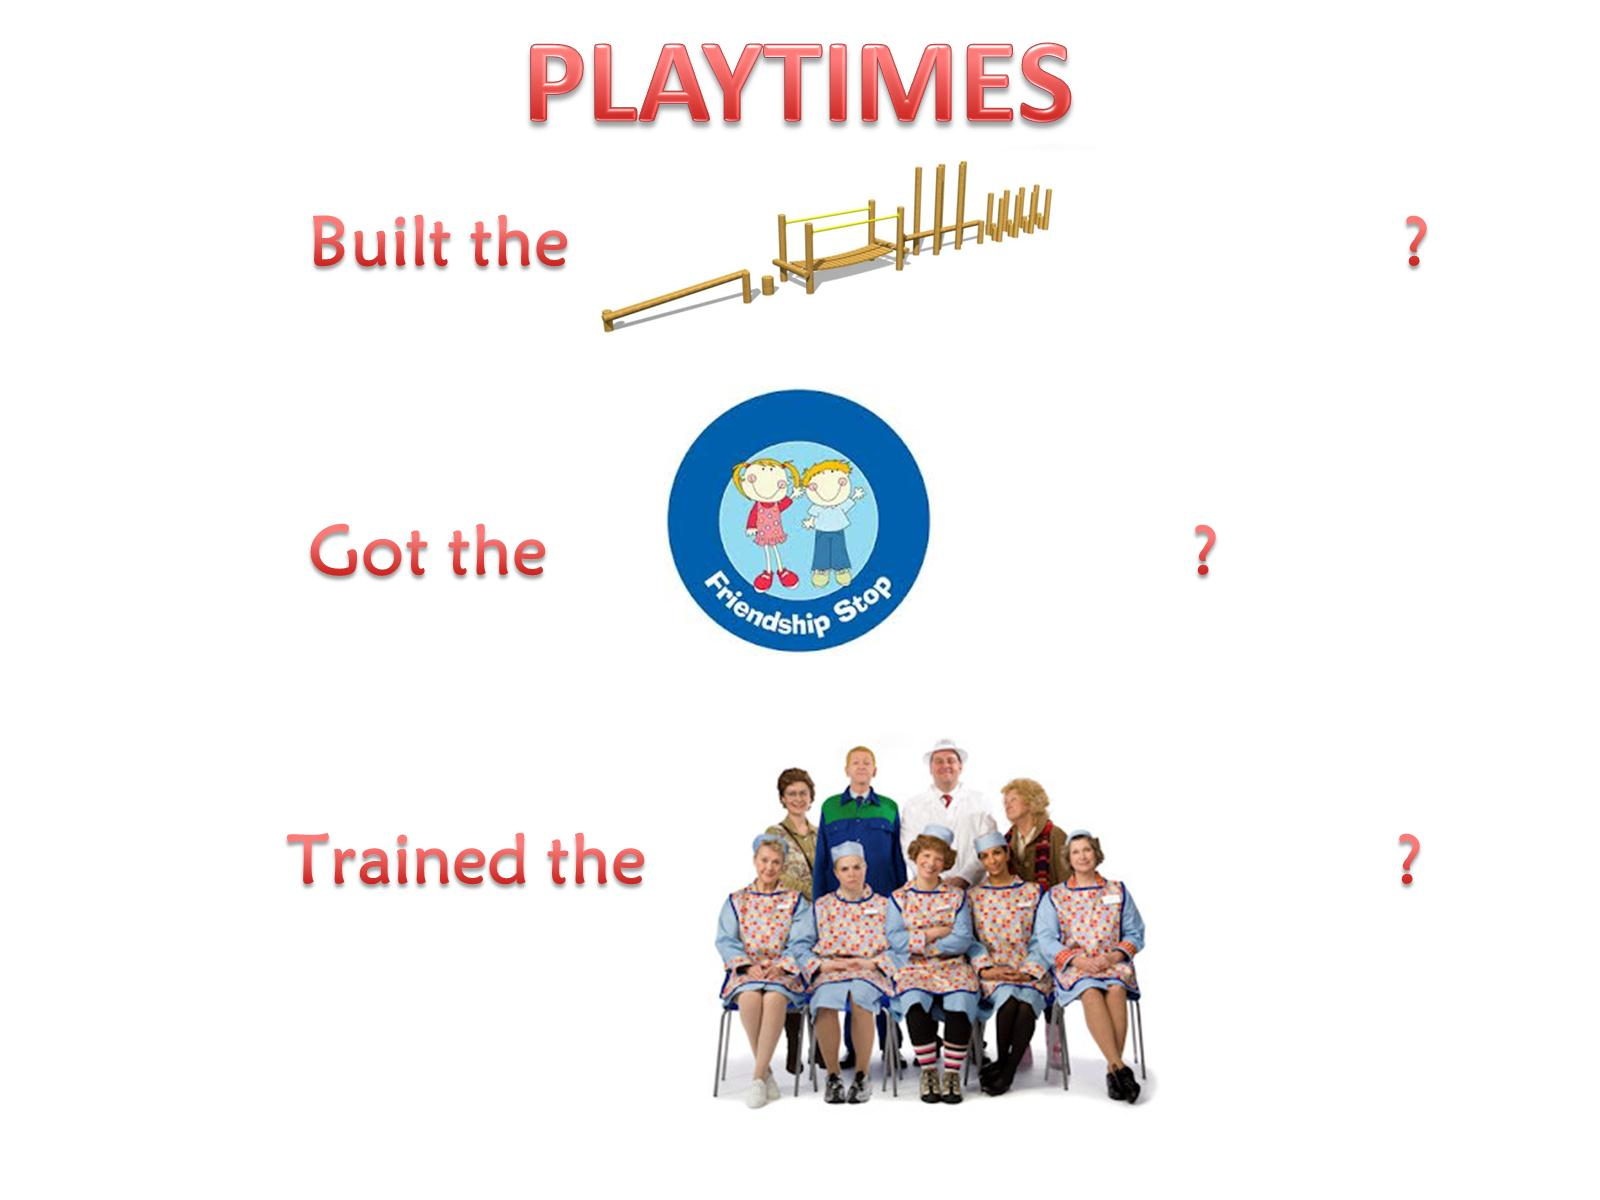 PLAYTIMES
Built the ?
Friendship Stop
Got the ?
Trained the ?